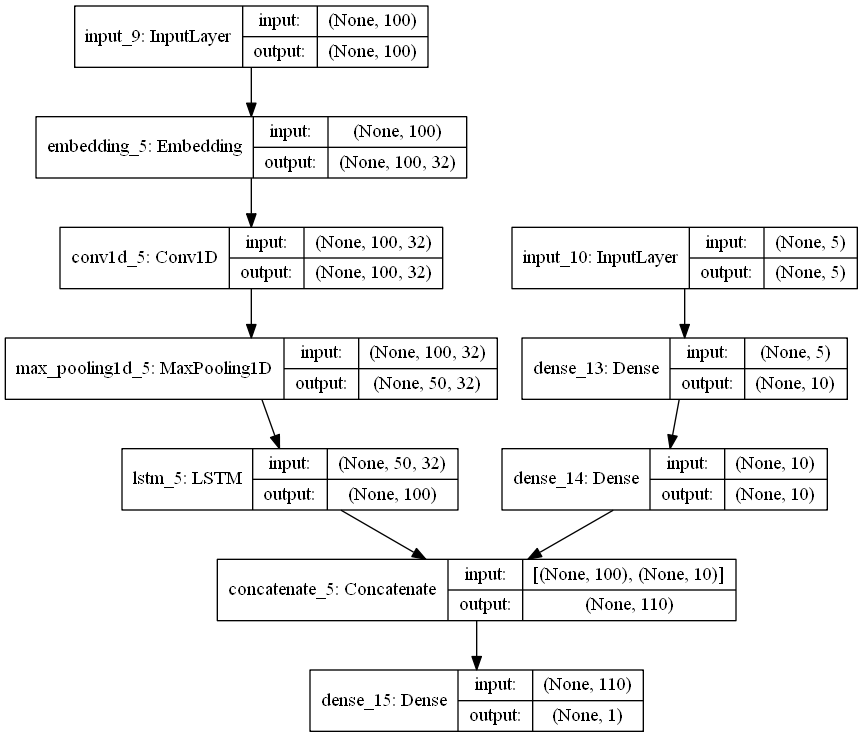 input_9: InputLayer
input: (None, 100)
output: (None, 100)
embedding_5: Embedding
input: (None, 100)
output: (None, 100, 32)
conv1d_5: Conv1D
input: (None, 100, 32)
output: (None, 100, 32)
input_10: InputLayer
input: (None, 5)
output: (None, 5)
max_pooling1d_5: MaxPooling1D
input: (None, 100, 32)
output: (None, 50, 32)
dense_13: Dense
input: (None, 5)
output: (None, 10)
lstm_5: LSTM
input: (None, 50, 32)
output: (None, 100)
dense_14: Dense
input: (None, 10)
output: (None, 10)
concatenate_5: Concatenate
input: [(None, 100), (None, 10)]
output: (None, 110)
dense_15: Dense
input: (None, 110)
output: (None, 1)